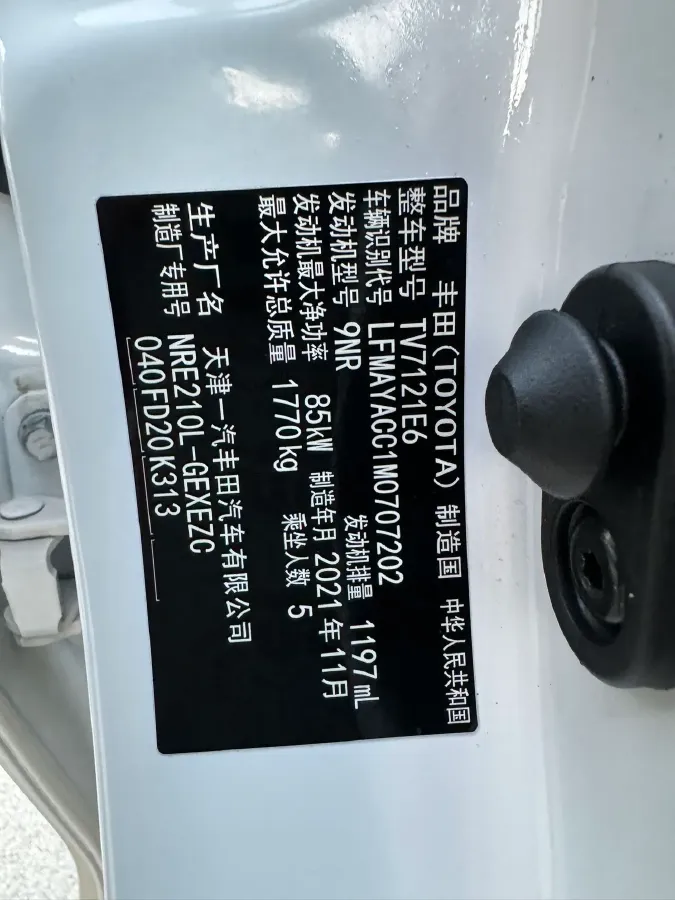 品牌 丰田(TOYOTA) 制造国 中华人民共和国
整车型号 TV7121E6
车辆识别代号 LFMAYACC1M0707202
发动机型号 9NR 发动机排量 1197 mL
发动机最大净功率 85kW 制造年月 2021年11月
最大允许总质量 1770kg 乘坐人数 5
生产厂名 天津一汽丰田汽车有限公司
制造厂专用号 NRE210L-GEXEZC
040FD20K313